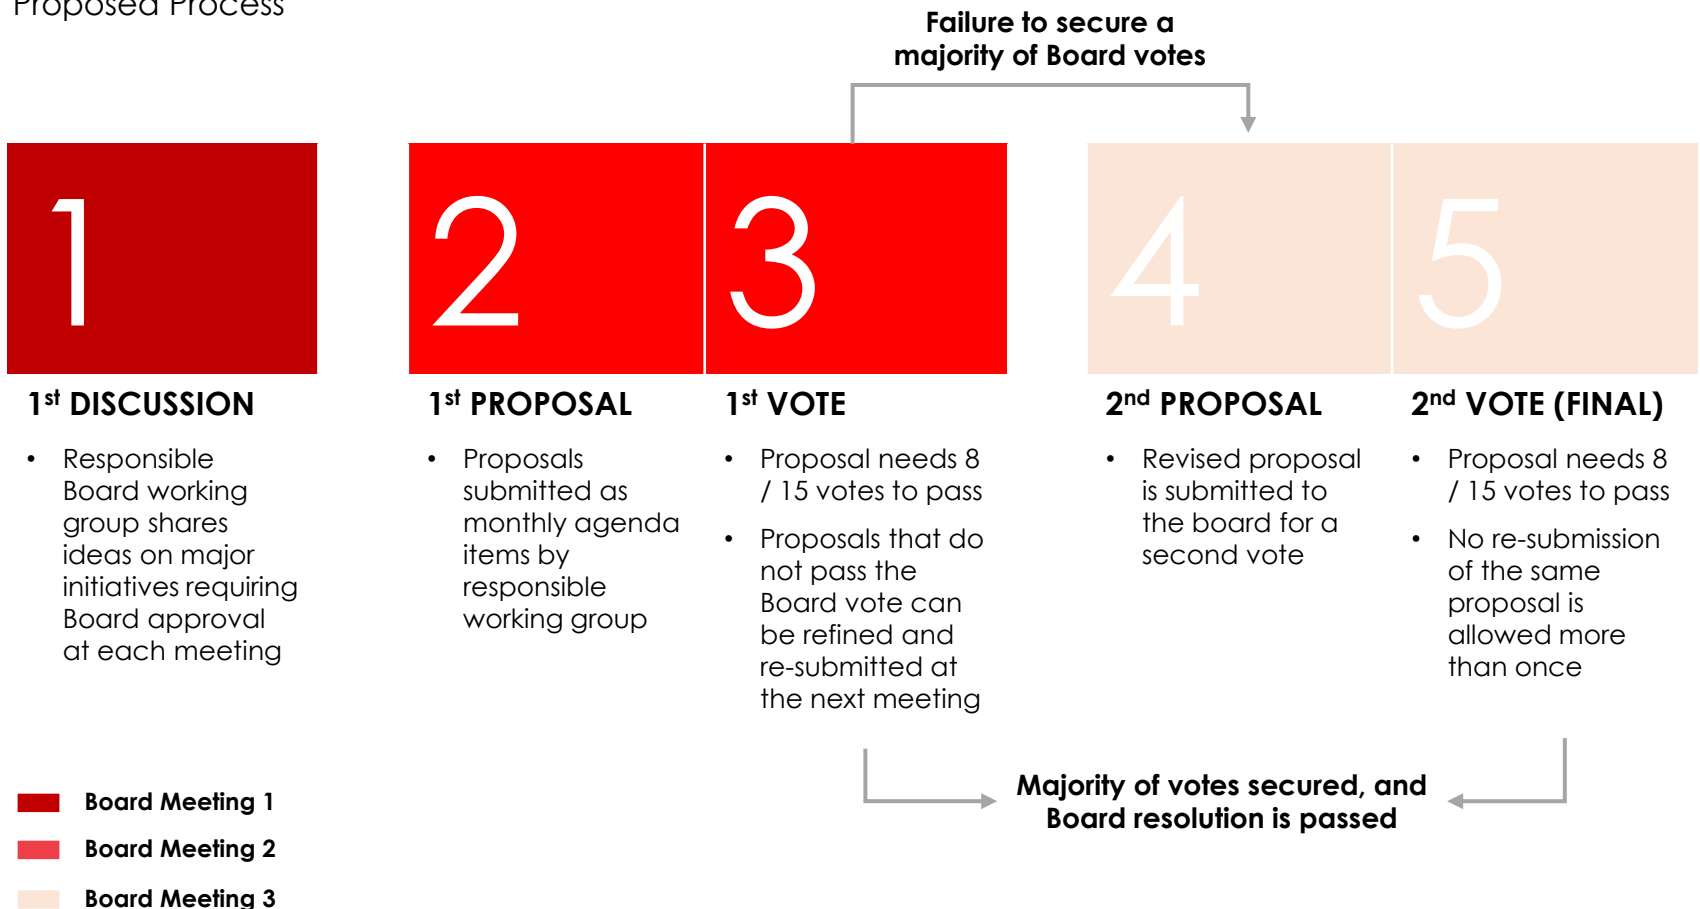 Proposed Process
Failure to secure a
majority of Board votes
1
2
3
4
5
1st DISCUSSION
• Responsible
Board working
group shares
ideas on major
initiatives requiring
Board approval
at each meeting
1st PROPOSAL
• Proposals
submitted as
monthly agenda
items by
responsible
working group
1st VOTE
• Proposal needs 8
/ 15 votes to pass
• Proposals that do
not pass the
Board vote can
be refined and
re-submitted at
the next meeting
2nd PROPOSAL
• Revised proposal
is submitted to
the board for a
second vote
2nd VOTE (FINAL)
• Proposal needs 8
/ 15 votes to pass
• No re-submission
of the same
proposal is
allowed more
than once
Majority of votes secured, and
Board resolution is passed
Board Meeting 1
Board Meeting 2
Board Meeting 3